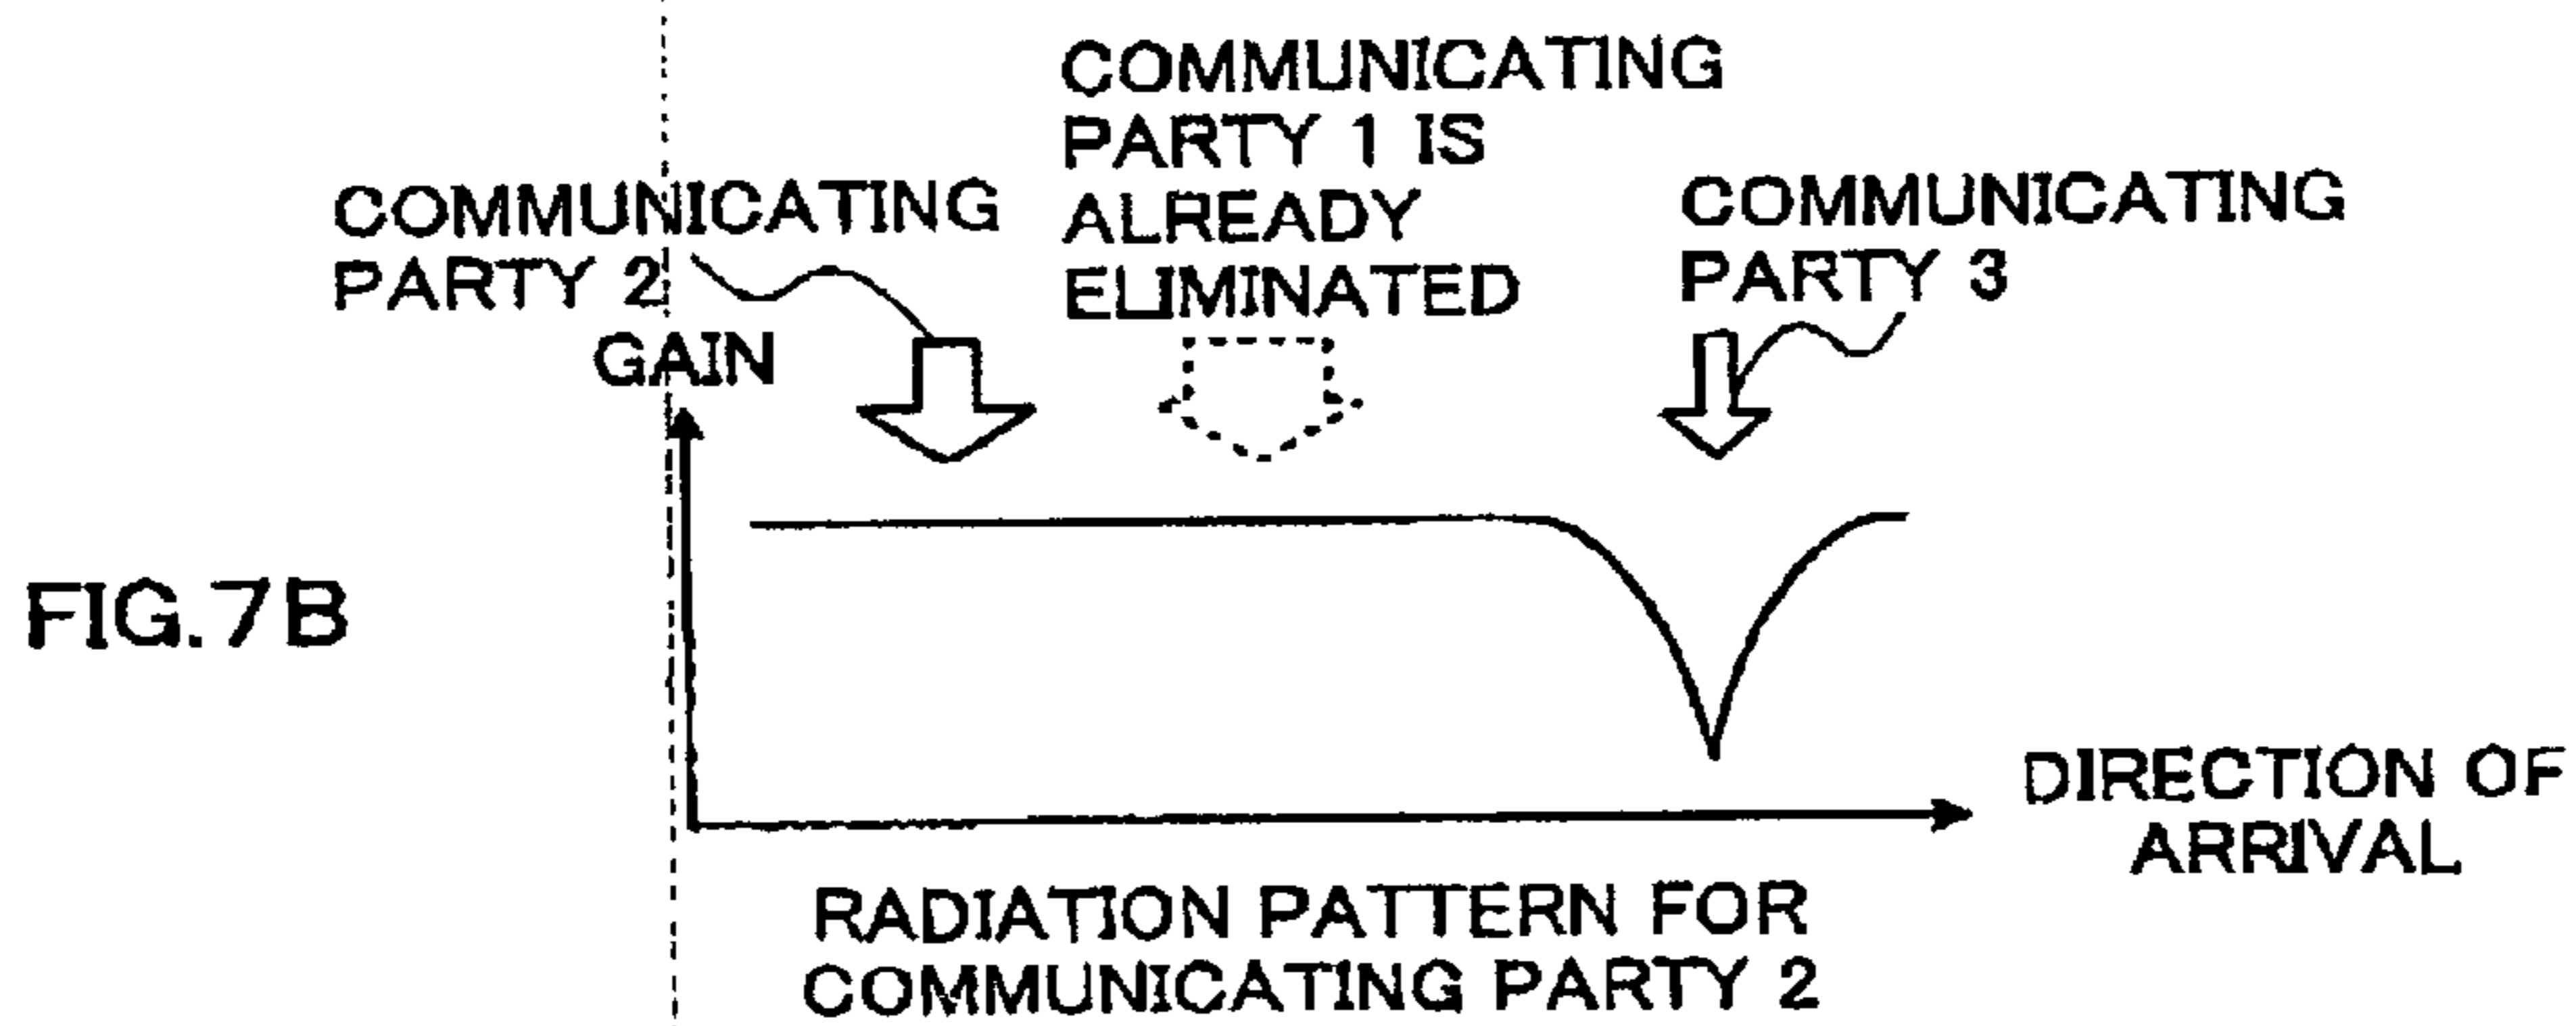 COMMUNICATING
PARTY 1 IS
ALREADY
ELIMINATED
COMMUNICATING
PARTY 2
COMMUNICATING
PARTY 3
GAIN
FIG.7B
DIRECTION OF
ARRIVAL
RADIATION PATTERN FOR
COMMUNICATING PARTY 2